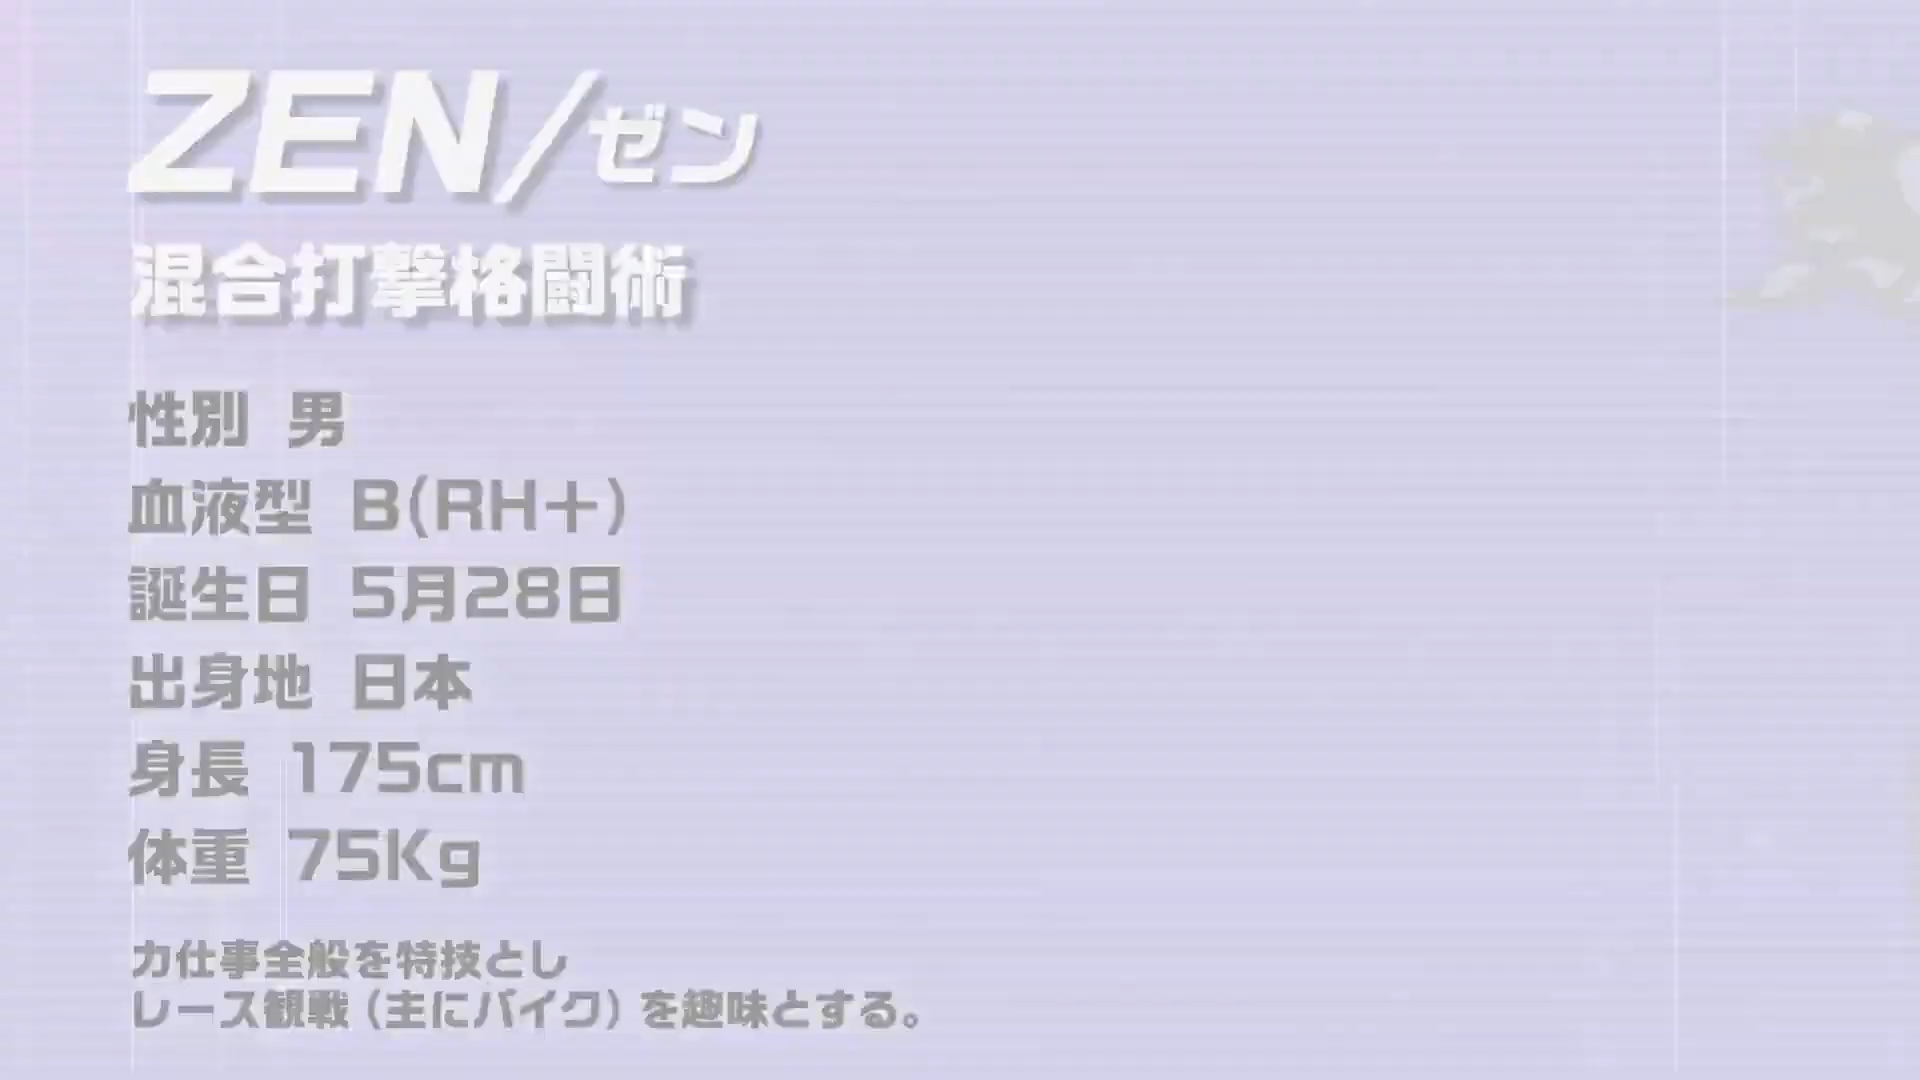 ZEN/ゼン
混合打撃格闘術
性別 男
血液型 B(RH＋)
誕生日 5月28日
出身地 日本
身長 175cm
体重 75Kg
力仕事全般を特技とし
レース観戦（主にバイク）を趣味とする。